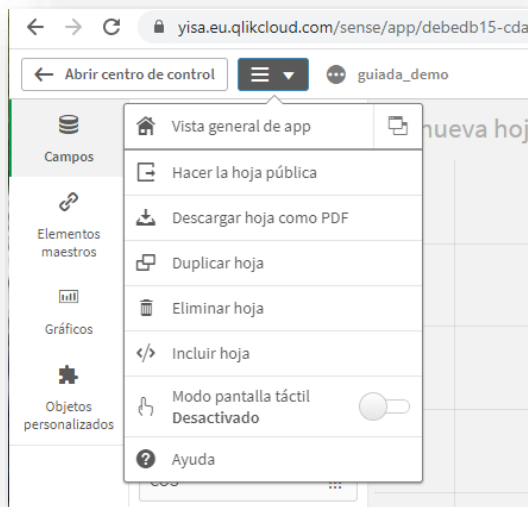 yisa.eu.qlikcloud.com/sense/app/debedb15-cda
Abrir centro de control
guiada_demo
Campos
Elementos
maestros
Gráficos
Objetos
personalizados
Vista general de app
nueva hoj
Hacer la hoja pública
Descargar hoja como PDF
Duplicar hoja
Eliminar hoja
Incluir hoja
Modo pantalla táctil
Desactivado
Ayuda